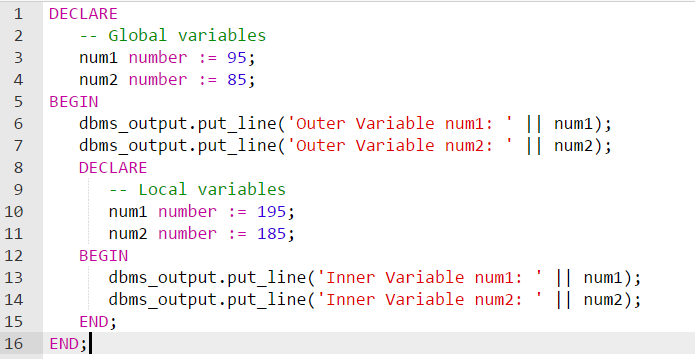 1 DECLARE
2 -- Global variables
3 num1 number := 95;
4 num2 number := 85;
5 BEGIN
6 dbms_output.put_line('Outer Variable num1: ' || num1);
7 dbms_output.put_line('Outer Variable num2: ' || num2);
8 DECLARE
9 -- Local variables
10 num1 number := 195;
11 num2 number := 185;
12 BEGIN
13 dbms_output.put_line('Inner Variable num1: ' || num1);
14 dbms_output.put_line('Inner Variable num2: ' || num2);
15 END;
16 END;